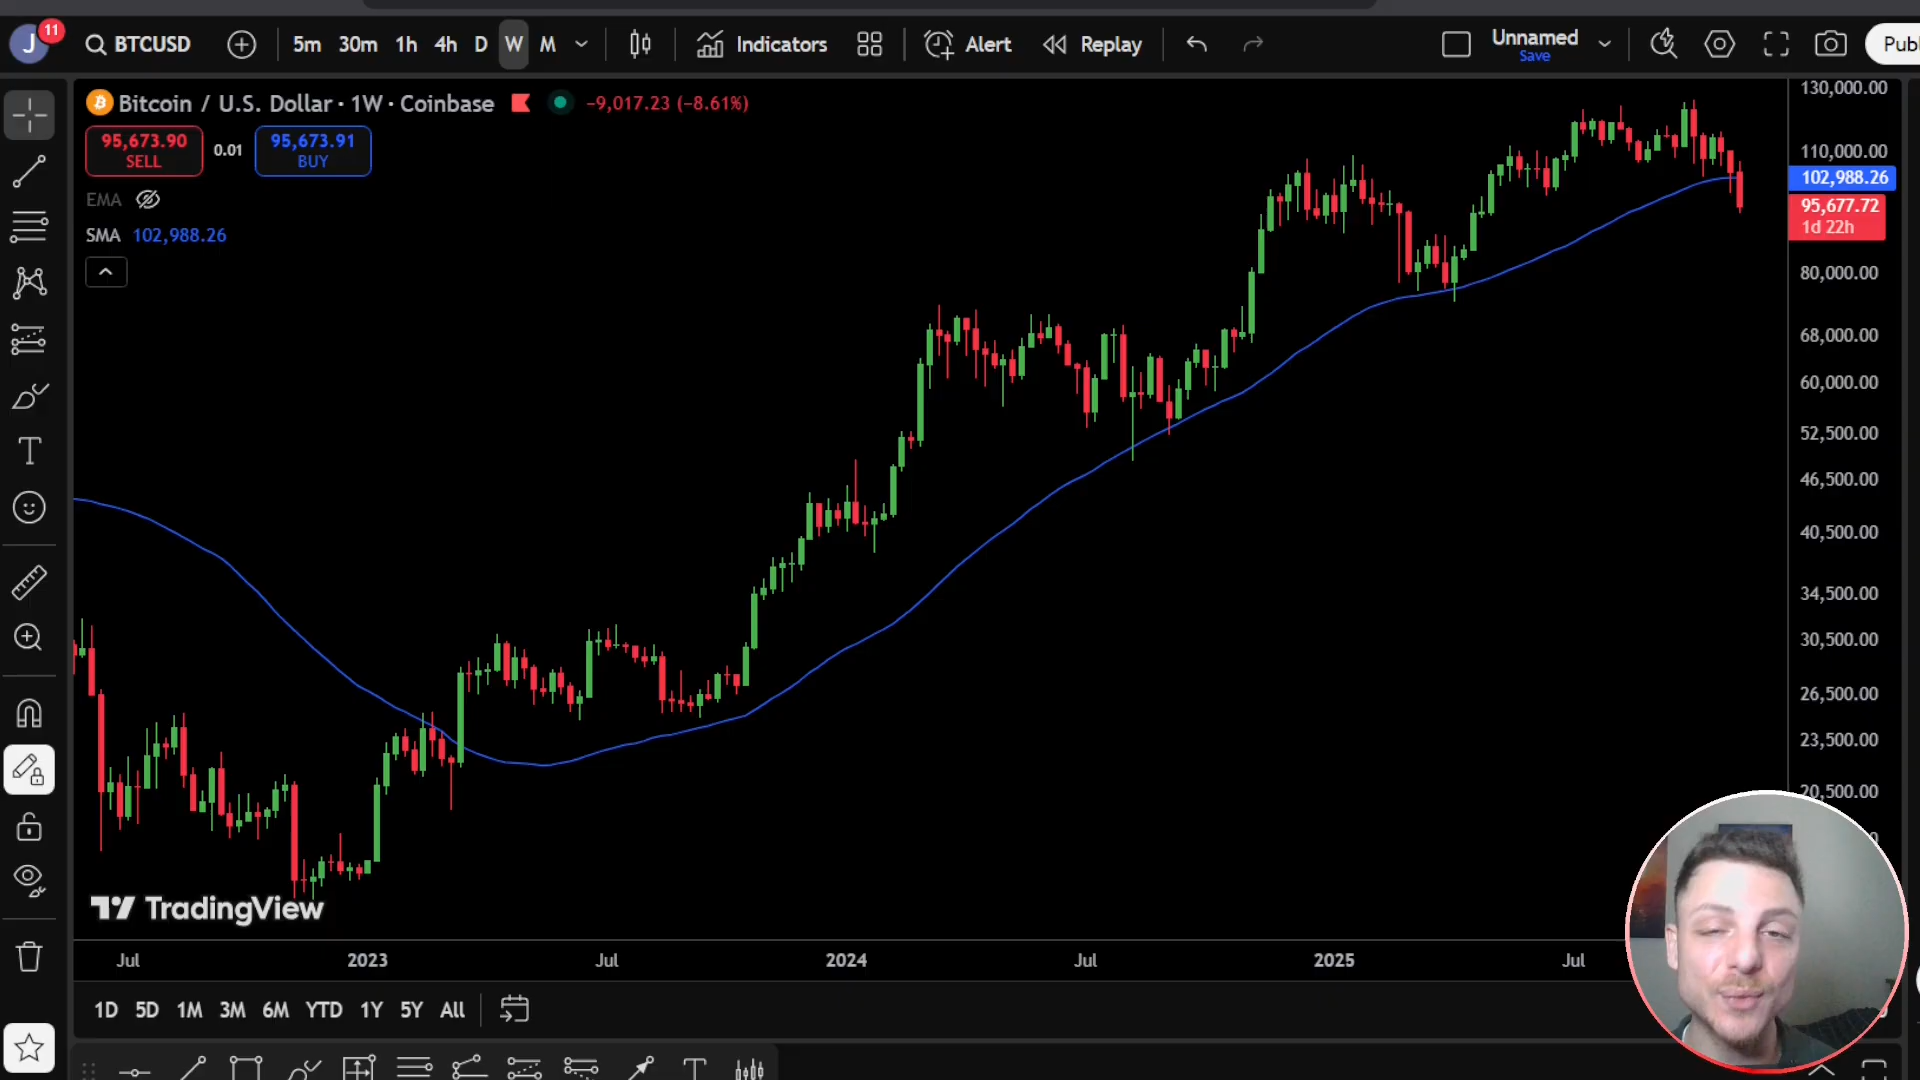 J 11 BTCUSD 5m 30m 1h 4h D W M Indicators Alert Replay Unnamed Save Publ
Bitcoin / U.S. Dollar · 1W · Coinbase −9,017.23 (−8.61%)
95,673.90 SELL 0.01 95,673.91 BUY
EMA
SMA 102,988.26
130,000.00
110,000.00
102,988.26
95,677.72
1d 22h
80,000.00
68,000.00
60,000.00
52,500.00
46,500.00
40,500.00
34,500.00
30,500.00
26,500.00
23,500.00
20,500.00
TradingView
Jul 2023 Jul 2024 Jul 2025 Jul
1D 5D 1M 3M 6M YTD 1Y 5Y All